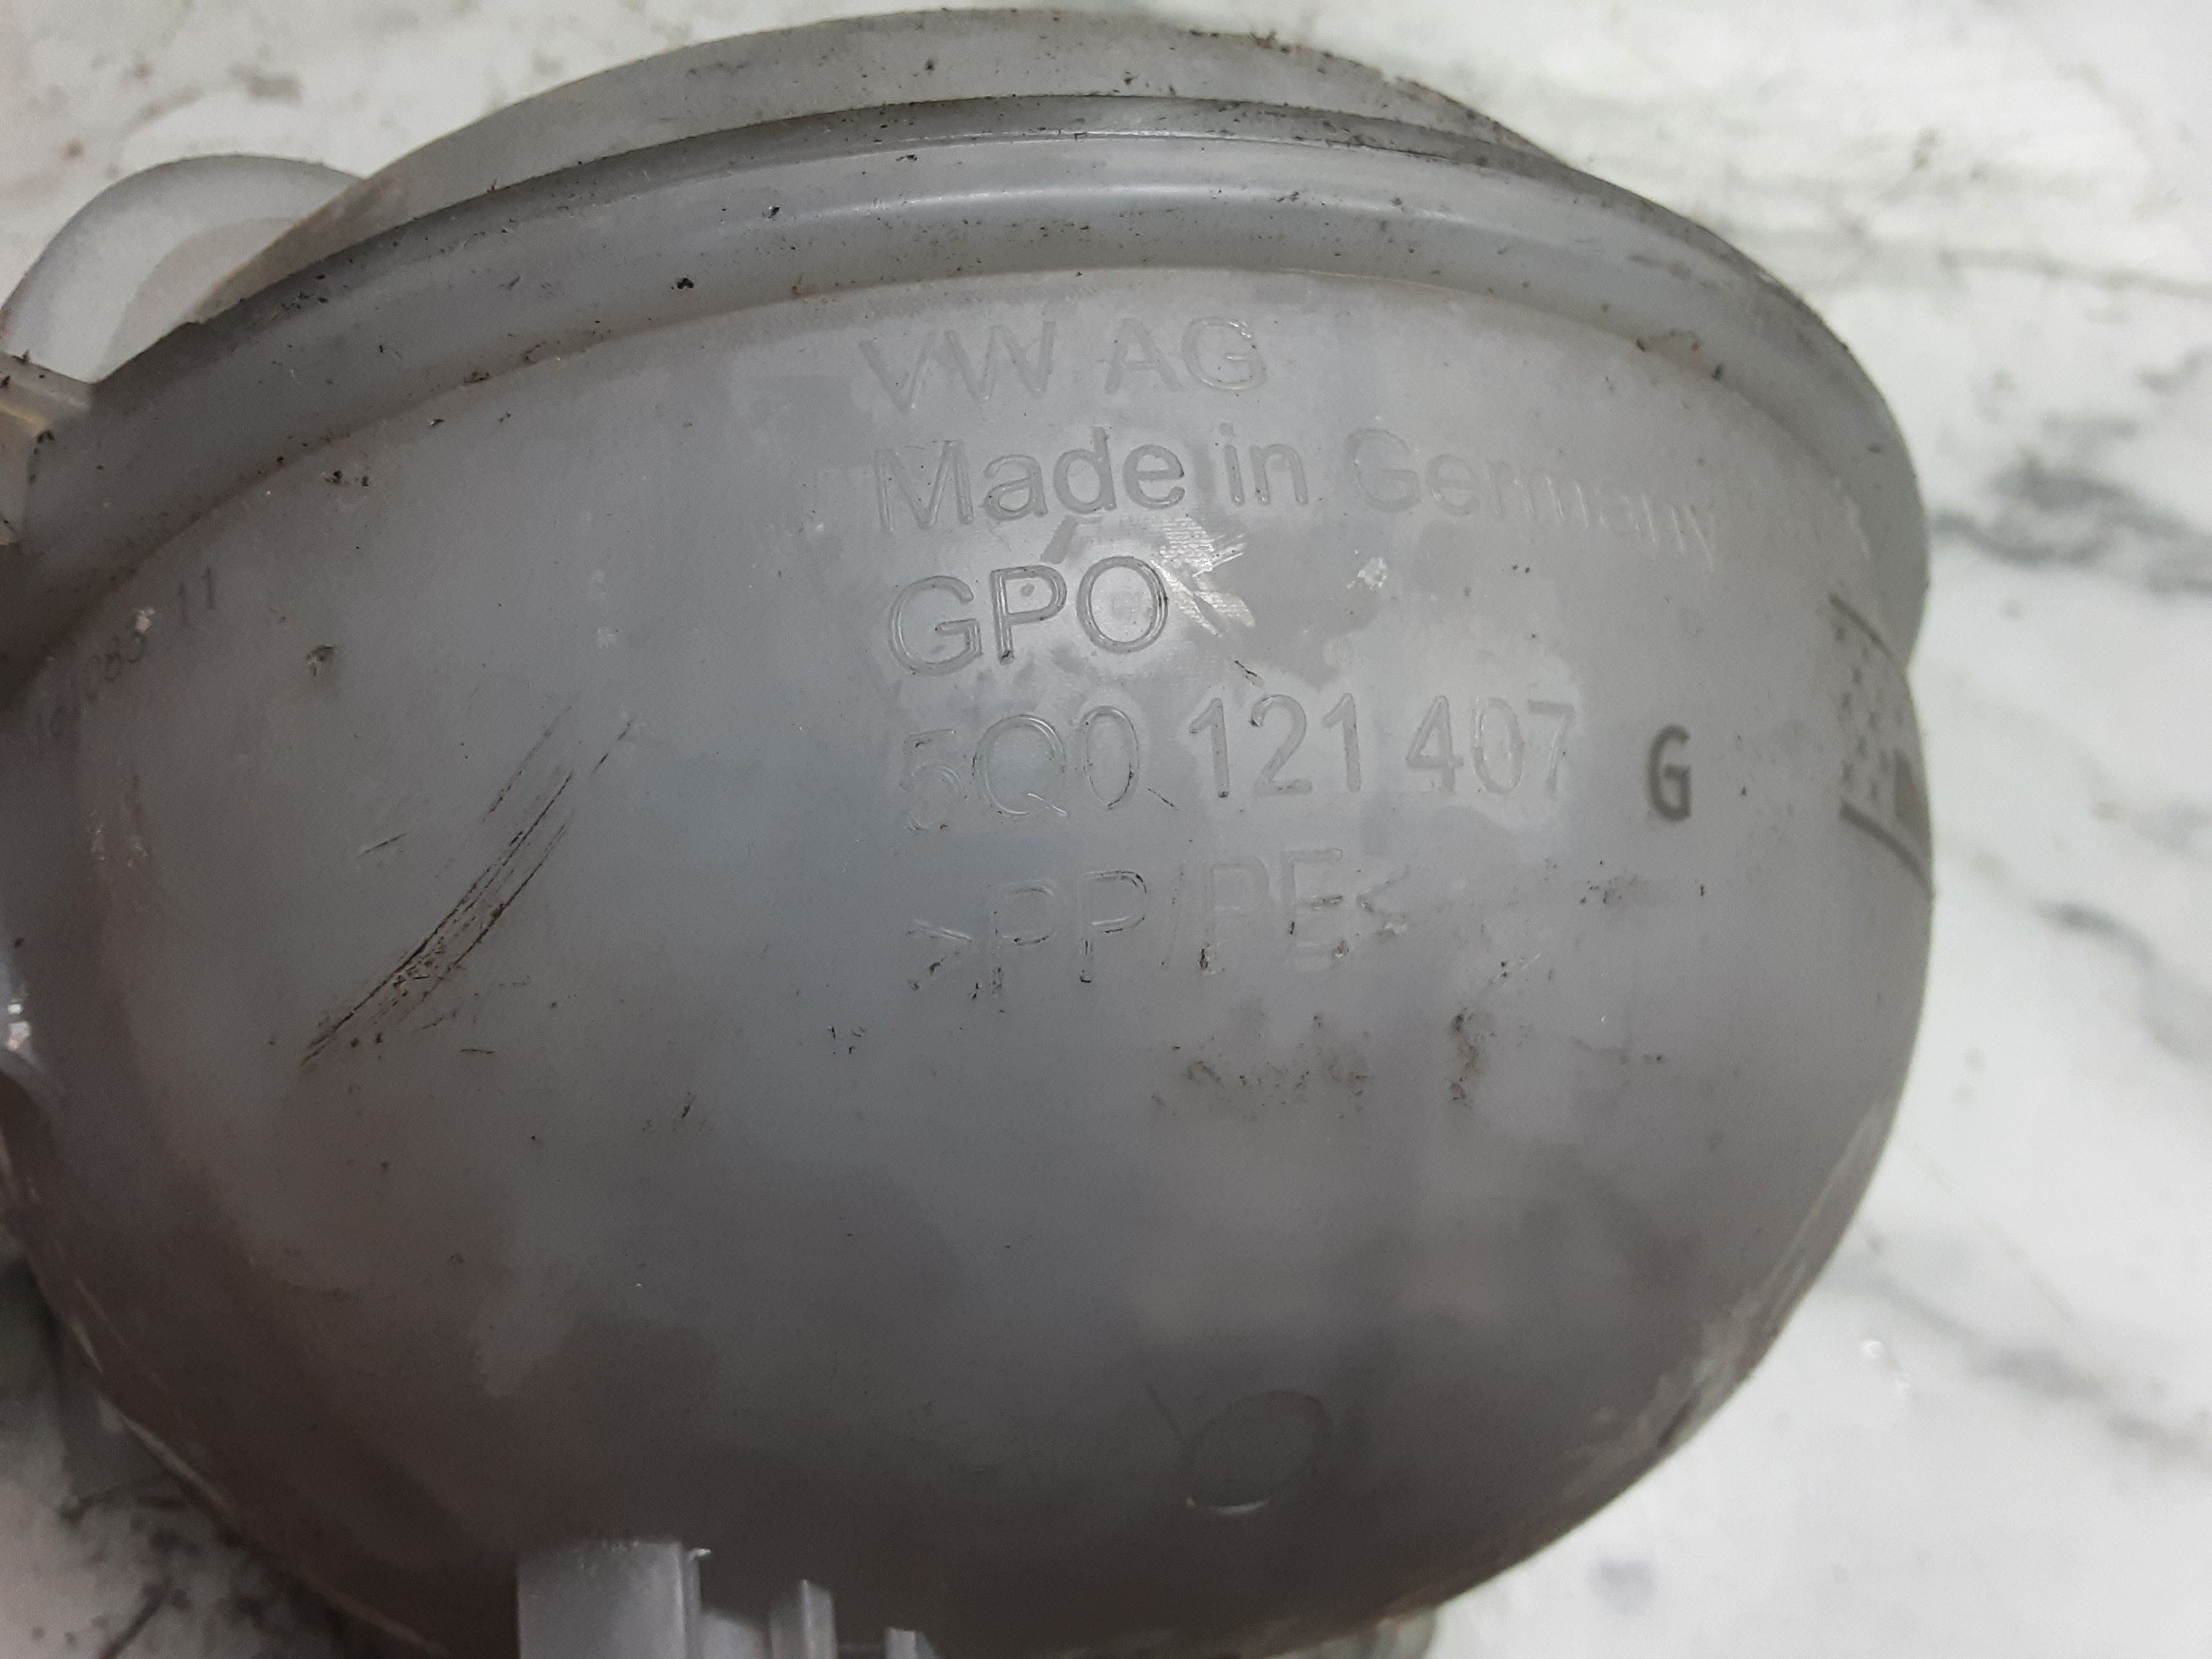 VW AG
Made in Germany
GPO
5Q0 121 407 G
>PP/PE<